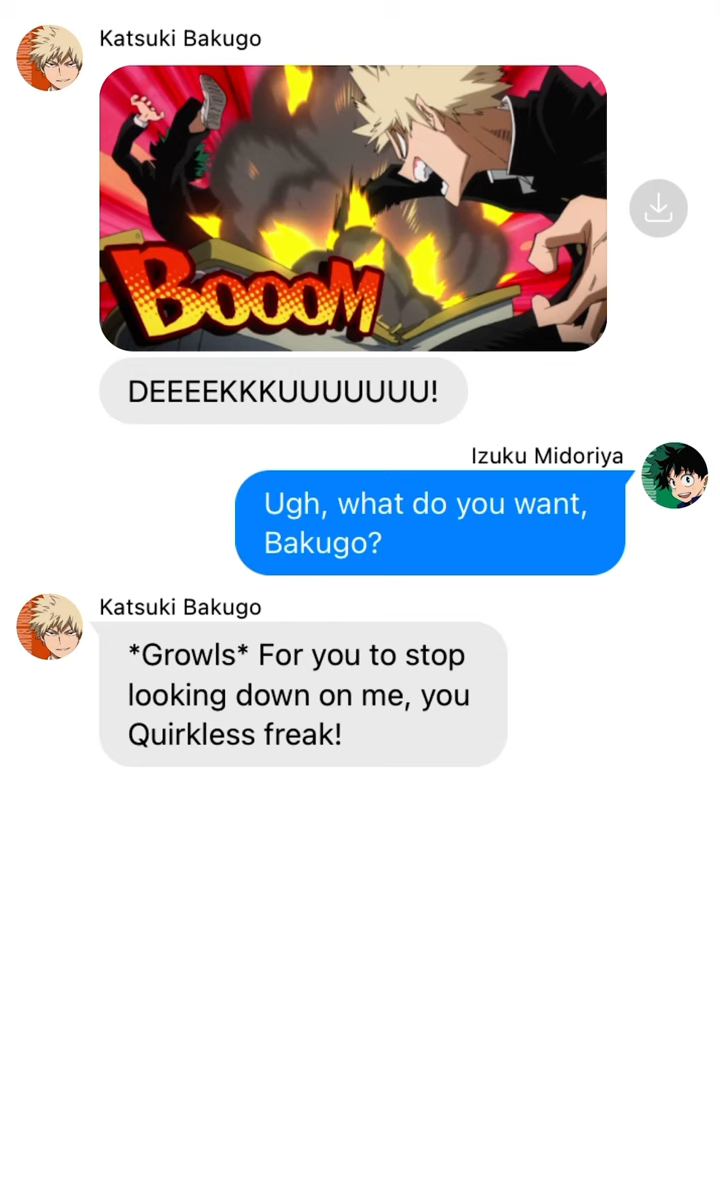 Katsuki Bakugo
BOOOM
DEEEEKKKUUUUUUU!
Izuku Midoriya
Ugh, what do you want,
Bakugo?
Katsuki Bakugo
*Growls* For you to stop
looking down on me, you
Quirkless freak!